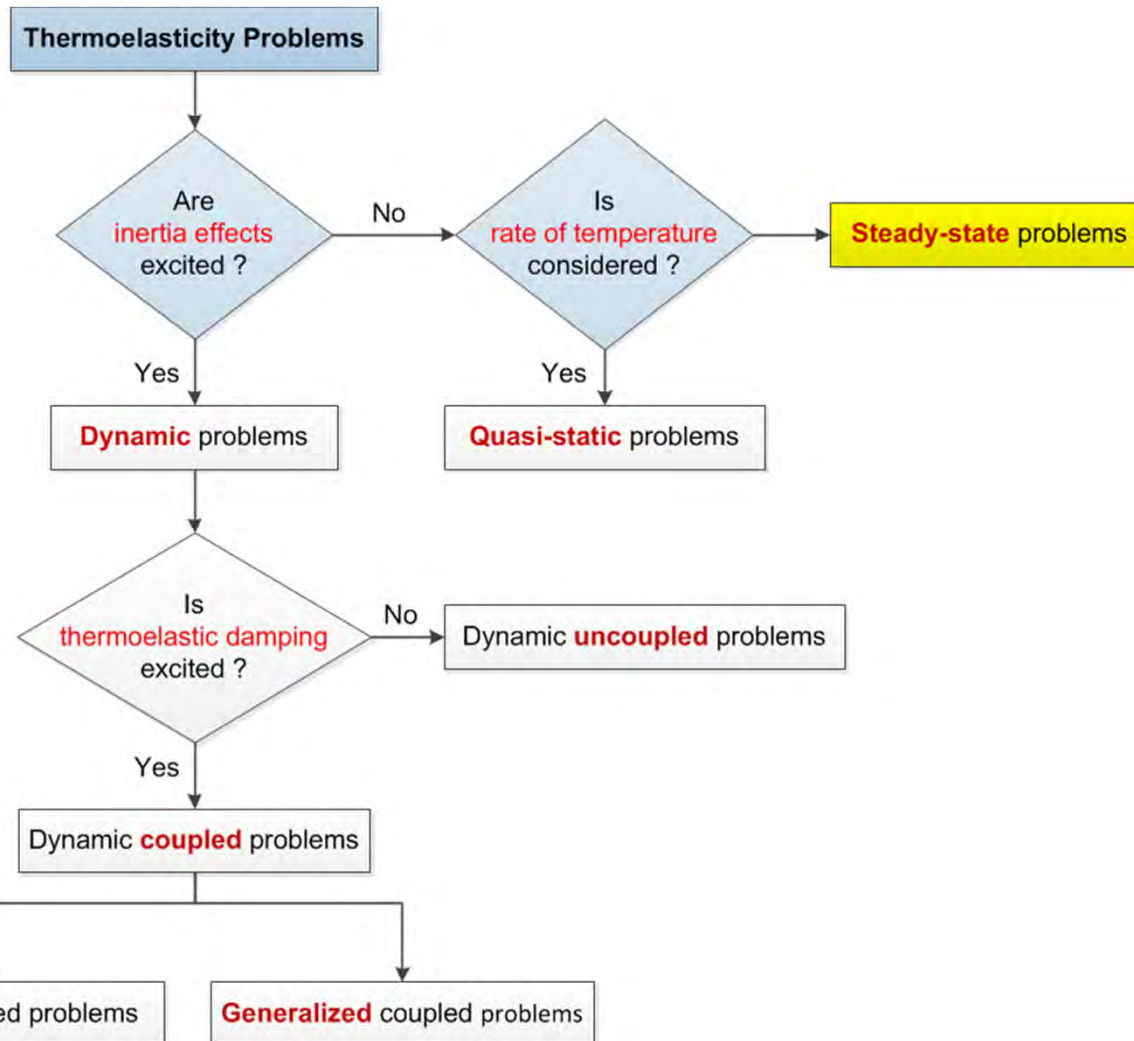 Thermoelasticity Problems
Are
inertia effects
excited ?
No
Is
rate of temperature
considered ?
Steady-state problems
Yes
Yes
Dynamic problems
Quasi-static problems
Is
thermoelastic damping
excited ?
No
Dynamic uncoupled problems
Yes
Dynamic coupled problems
problems
Generalized coupled problems